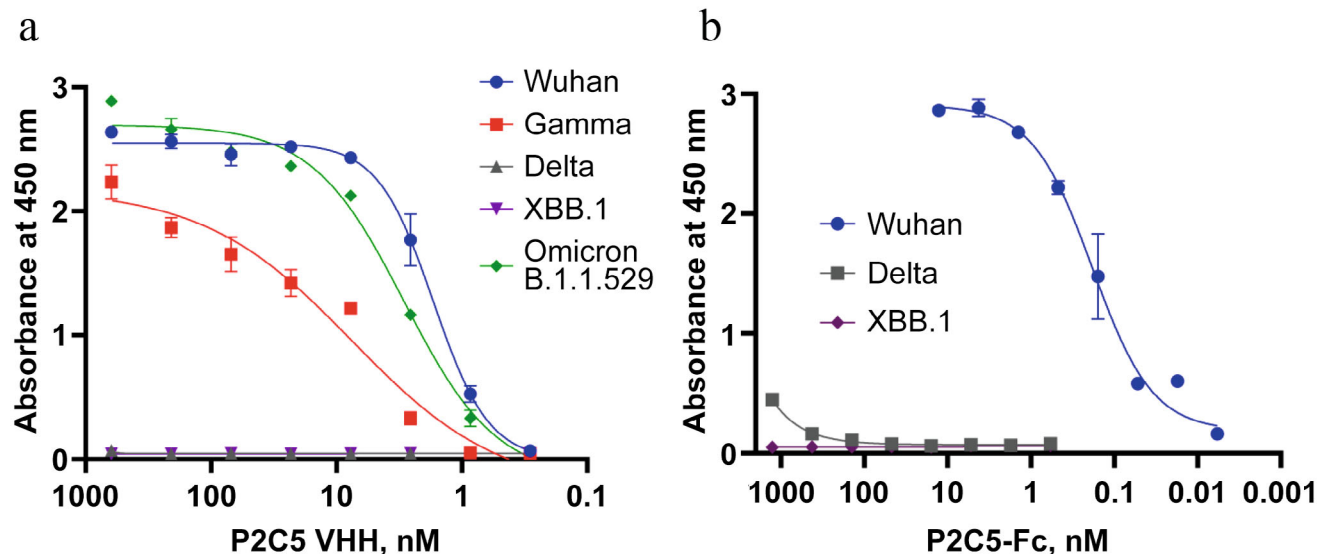 a
Absorbance at 450 nm
3
2
1
0
1000 100 10 1 0.1
P2C5 VHH, nM
Wuhan
Gamma
Delta
XBB.1
Omicron
B.1.1.529
b
Absorbance at 450 nm
3
2
1
0
1000 100 10 1 0.1 0.01 0.001
P2C5-Fc, nM
Wuhan
Delta
XBB.1